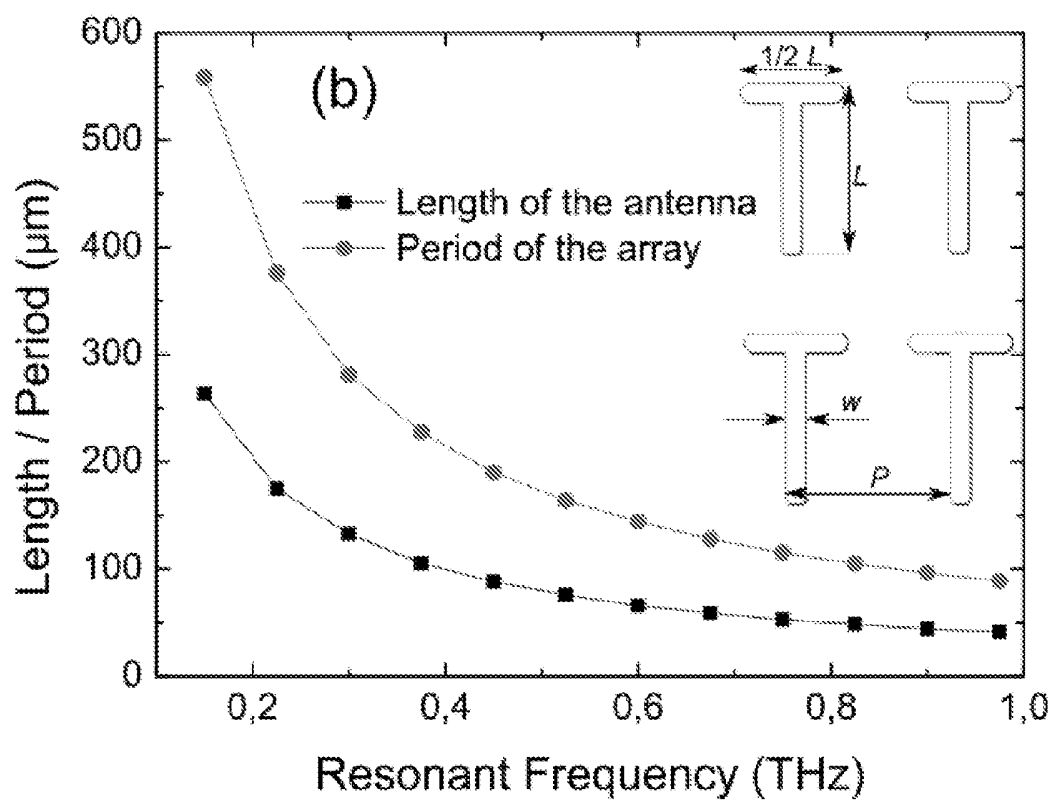 600
500
400
300
200
100
0
Length / Period (µm)
(b)
Length of the antenna
Period of the array
1/2 L
L
w
P
0,2
0,4
0,6
0,8
1,0
Resonant Frequency (THz)